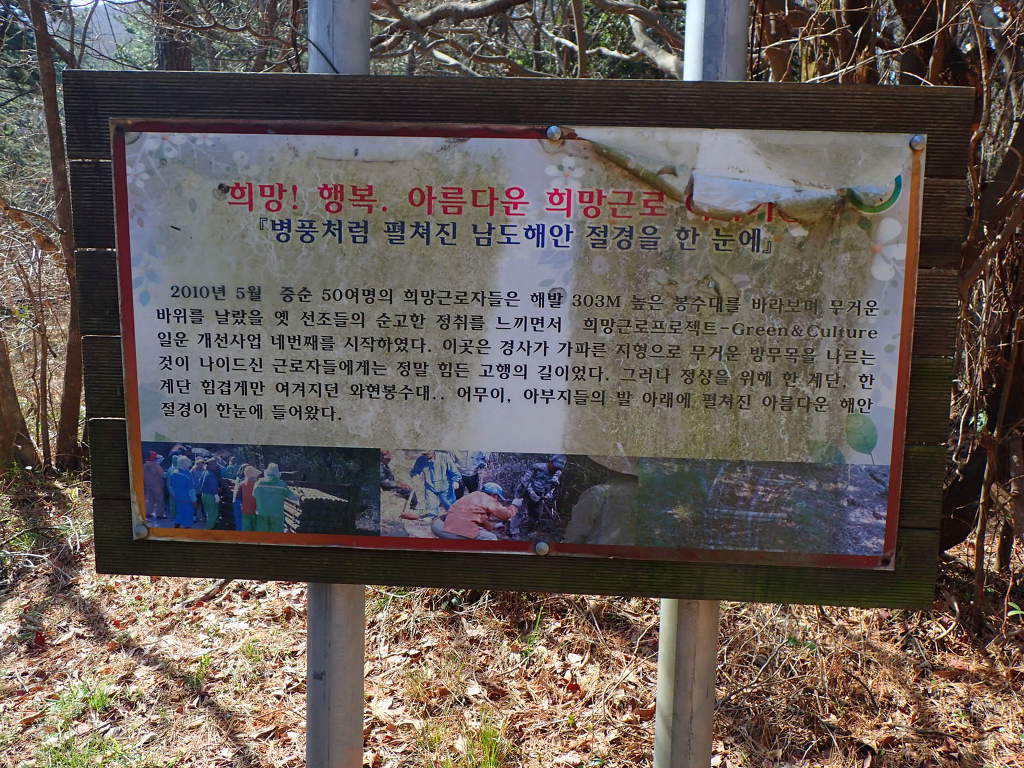 희망! 행복. 아름다운 희망근로
『병풍처럼 펼쳐진 남도해안 절경을 한 눈에』
2010년 5월 중순 50여명의 희망근로자들은 해발 303M 높은 봉수대를 바라보며 무거운
바위를 날랐을 옛 선조들의 순고한 정취를 느끼면서 희망근로프로젝트-Green&Culture
일운 개선사업 네번째를 시작하였다. 이곳은 경사가 가파른 지형으로 무거운 방무목을 나르는
것이 나이드신 근로자들에게는 정말 힘든 고행의 길이었다. 그러나 정상을 위해 한 계단. 한
계단 힘겹게만 여겨지던 와현봉수대.. 어무이, 아부지들의 발 아래에 펼쳐진 아름다운 해안
절경이 한눈에 들어왔다.